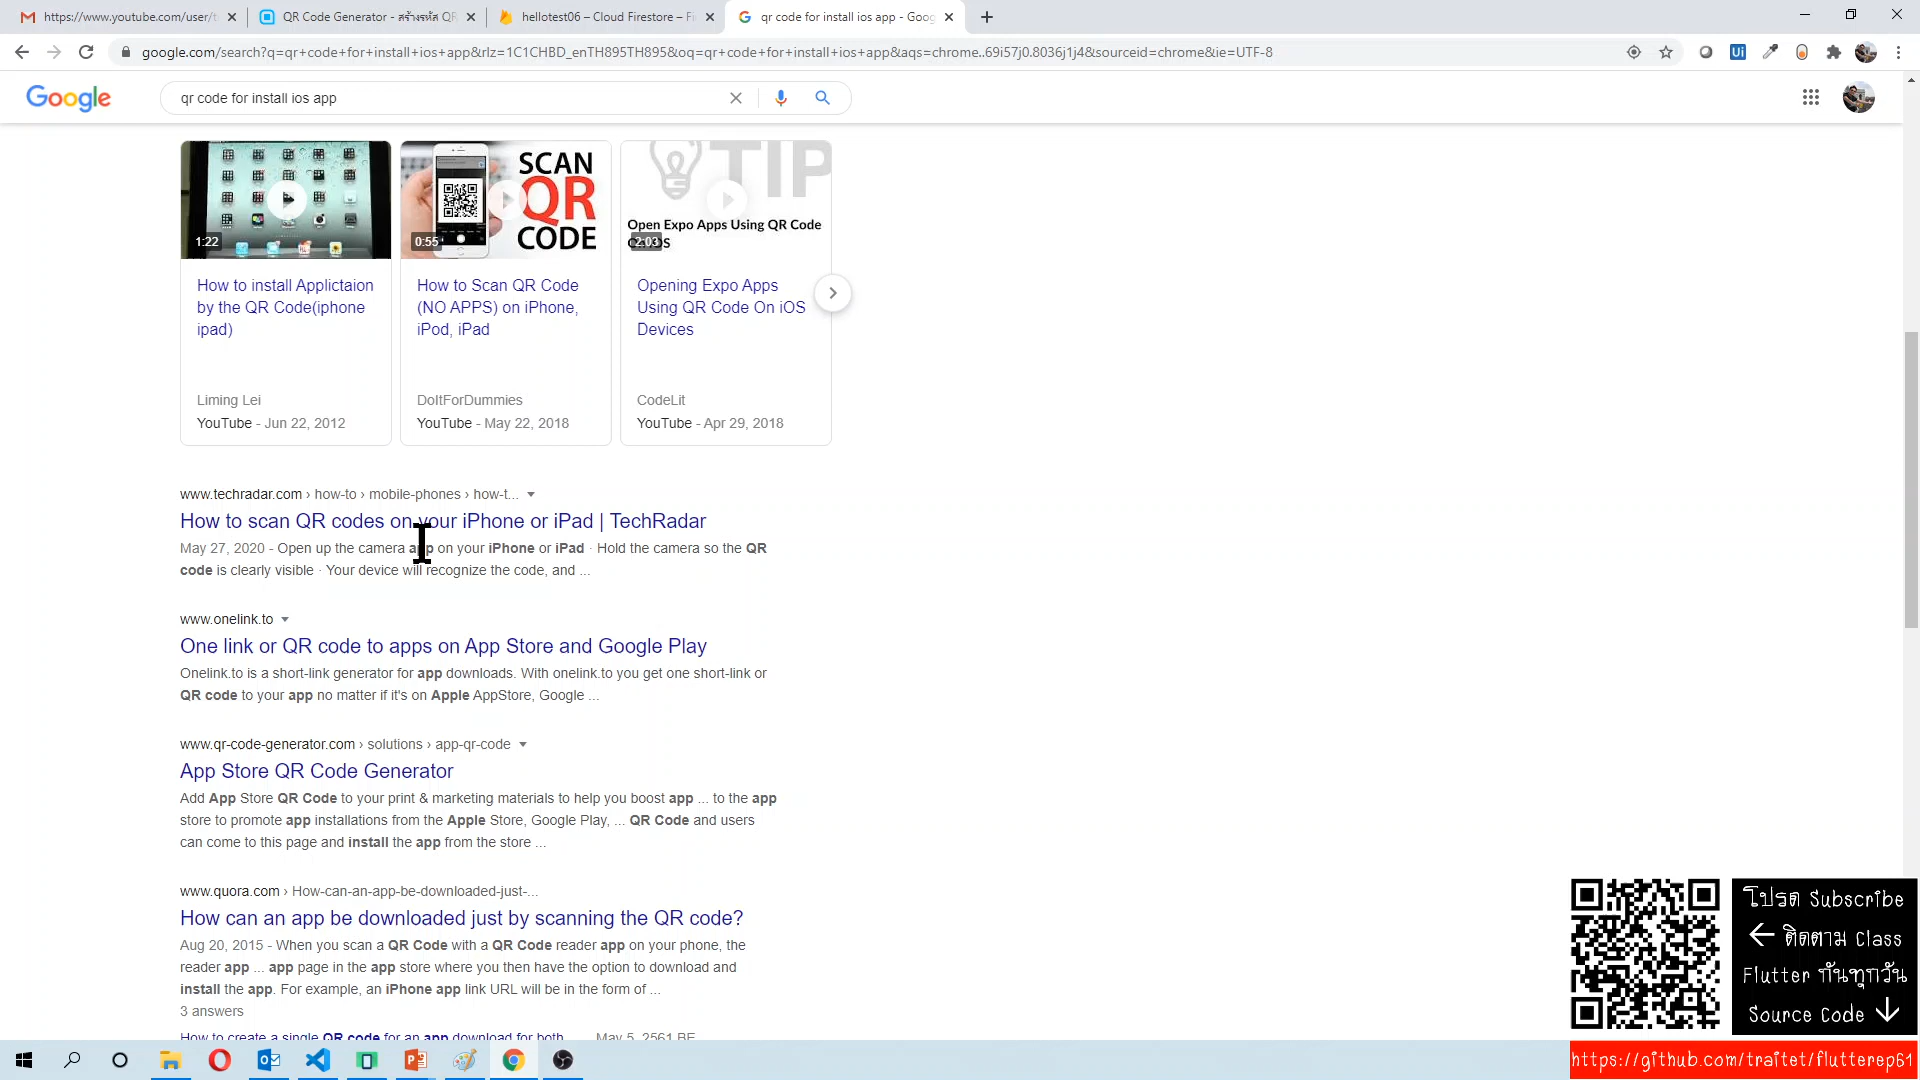 https://www.youtube.com/user/t
QR Code Generator - สร้างรหัส QR
hellotest06 – Cloud Firestore – Fi
qr code for install ios app - Goog
google.com/search?q=qr+code+for+install+ios+app&rlz=1C1CHBD_enTH895TH895&oq=qr+code+for+install+ios+app&aqs=chrome..69i57j0.8036j1j4&sourceid=chrome&ie=UTF-8
Google
qr code for install ios app
1:22
SCAN
QR
CODE
0:55
TIP
Open Expo Apps Using QR Code
2:03
How to install Applictaion
by the QR Code(iphone
ipad)
Liming Lei
YouTube - Jun 22, 2012
How to Scan QR Code
(NO APPS) on iPhone,
iPod, iPad
DoItForDummies
YouTube - May 22, 2018
Opening Expo Apps
Using QR Code On iOS
Devices
CodeLit
YouTube - Apr 29, 2018
www.techradar.com › how-to › mobile-phones › how-t...
How to scan QR codes on your iPhone or iPad | TechRadar
May 27, 2020 - Open up the camera app on your iPhone or iPad · Hold the camera so the QR
code is clearly visible · Your device will recognize the code, and ...
www.onelink.to
One link or QR code to apps on App Store and Google Play
Onelink.to is a short-link generator for app downloads. With onelink.to you get one short-link or
QR code to your app no matter if it's on Apple AppStore, Google ...
www.qr-code-generator.com › solutions › app-qr-code
App Store QR Code Generator
Add App Store QR Code to your print & marketing materials to help you boost app ... to the app
store to promote app installations from the Apple Store, Google Play, ... QR Code and users
can come to this page and install the app from the store ...
www.quora.com › How-can-an-app-be-downloaded-just-...
How can an app be downloaded just by scanning the QR code?
Aug 20, 2015 - When you scan a QR Code with a QR Code reader app on your phone, the
reader app ... app page in the app store where you then have the option to download and
install the app. For example, an iPhone app link URL will be in the form of ...
3 answers
How to create a single QR code for an app download for both
May 5, 2561 BE
โปรด Subscribe
← ติดตาม Class
Flutter กันทุกวัน
Source Code ↓
https://github.com/traitet/flutterep61